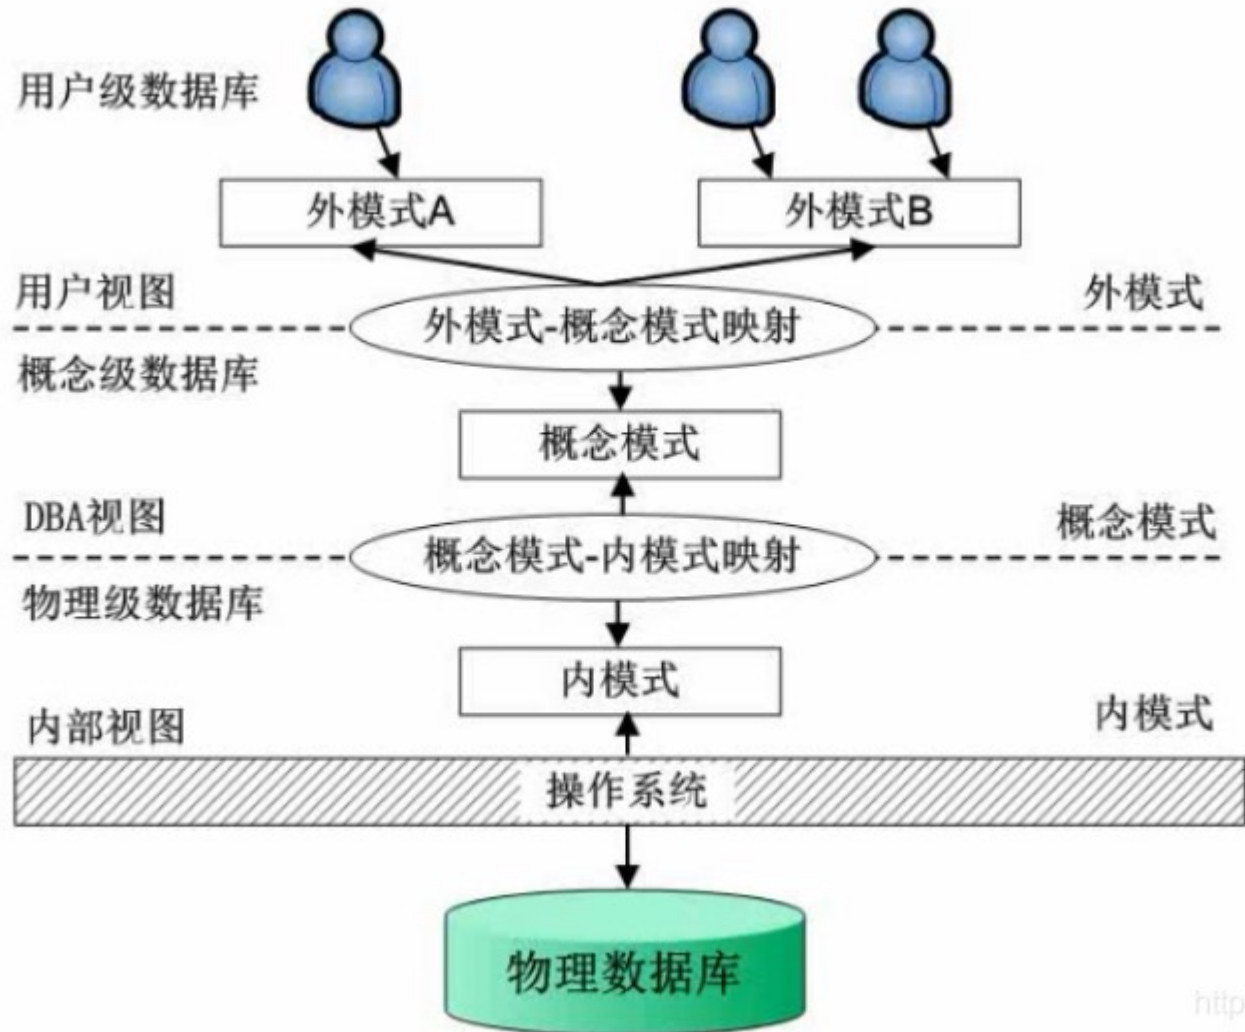 用户级数据库
外模式A
外模式B
用户视图
外模式
外模式-概念模式映射
概念级数据库
概念模式
DBA视图
概念模式
概念模式-内模式映射
物理级数据库
内模式
内部视图
内模式
操作系统
物理数据库
http